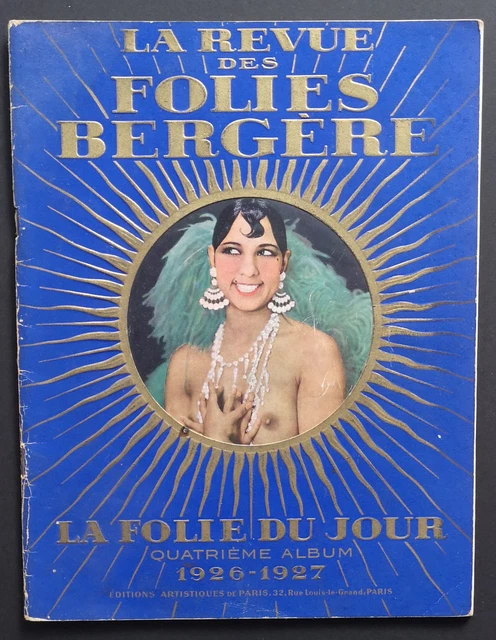 LA REVUE
DES
FOLIES
BERGÈRE
LA FOLIE DU JOUR
QUATRIÈME ALBUM
1926-1927
ÉDITIONS ARTISTIQUES DE PARIS. 32, Rue Louis-le-Grand, PARIS